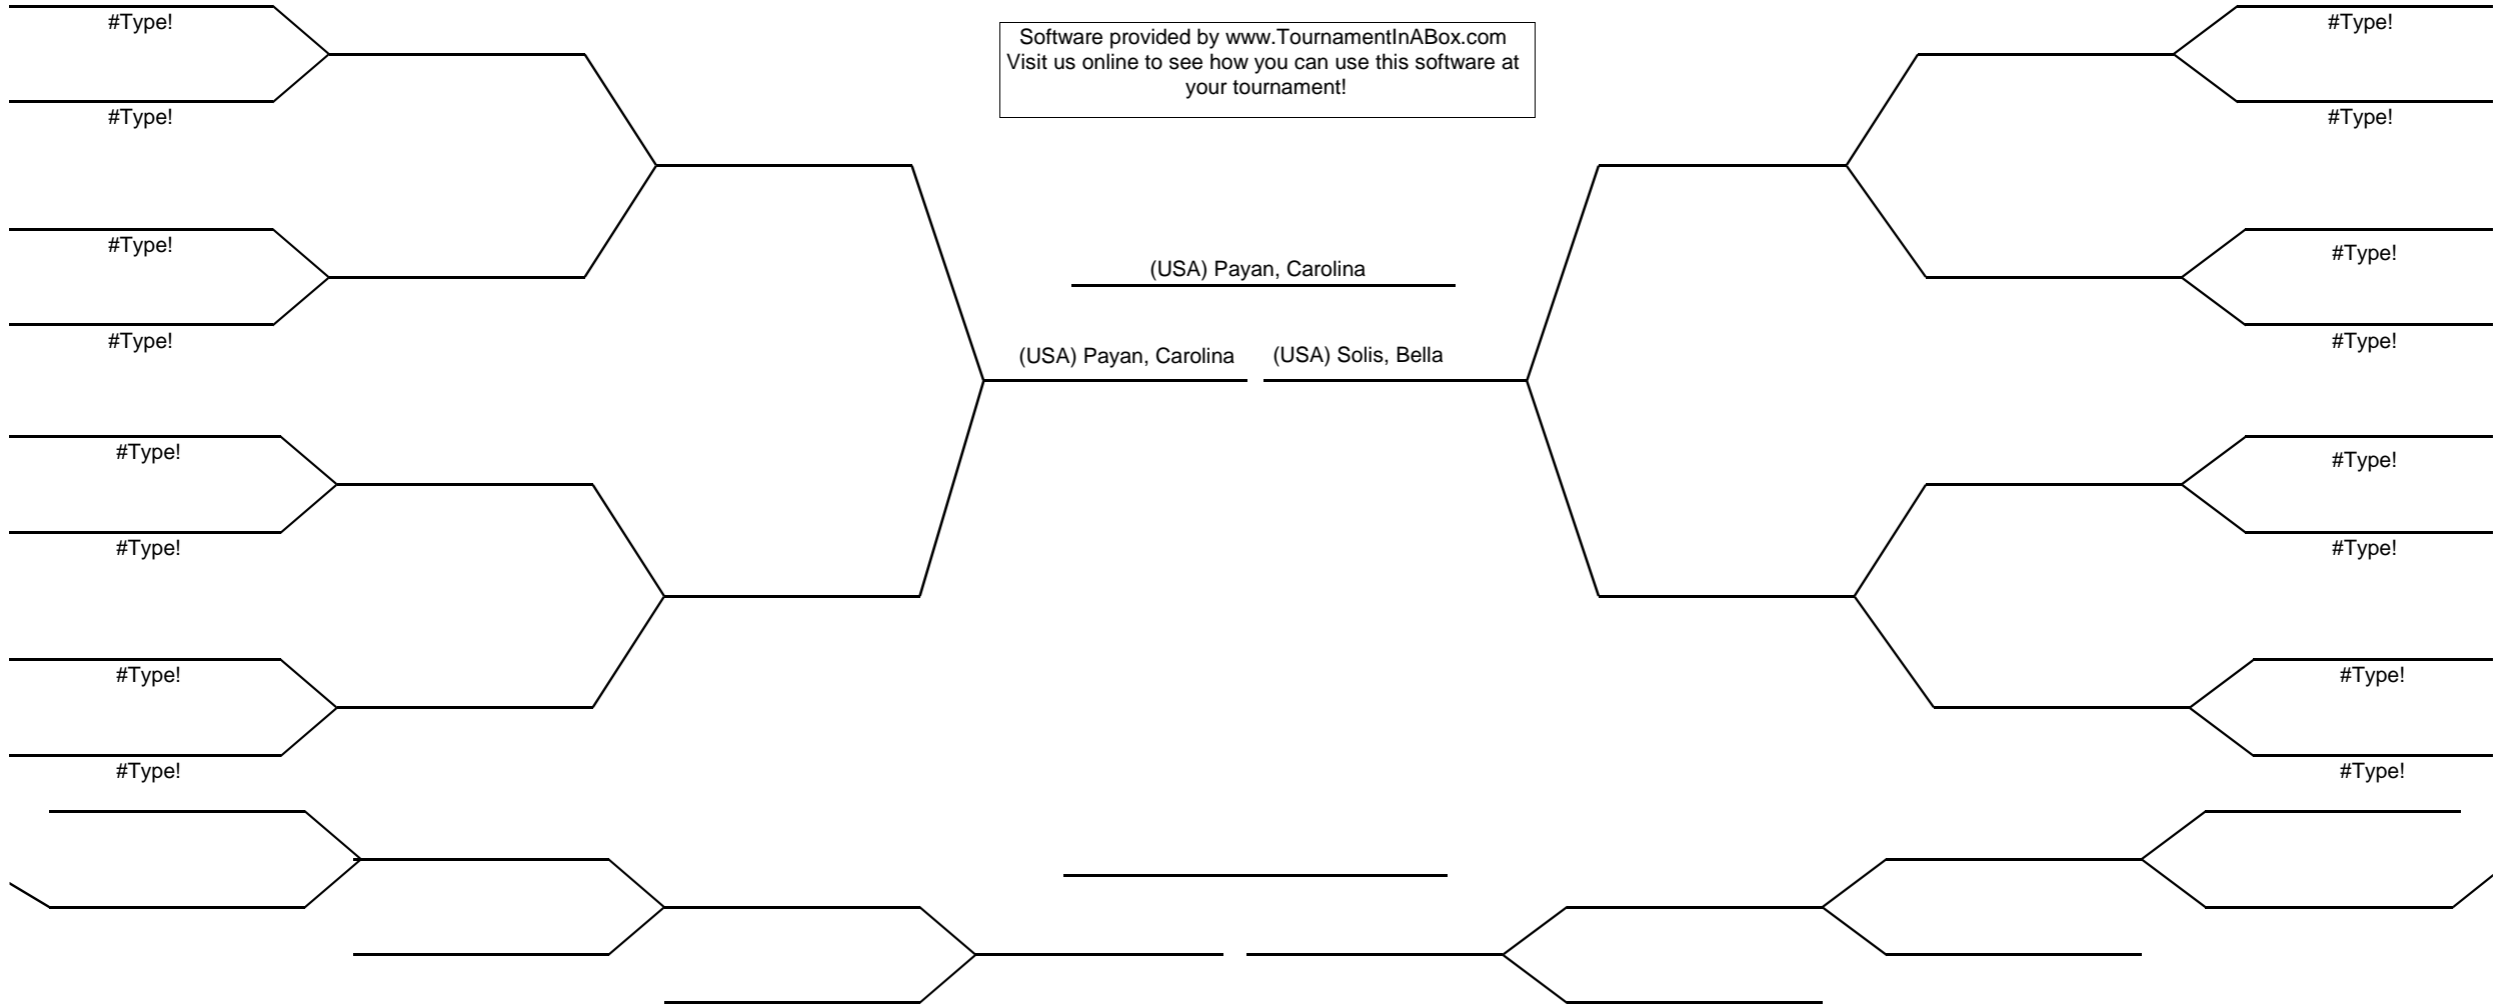 #Type!
#Type!
Software provided by www.TournamentInABox.com
Visit us online to see how you can use this software at
your tournament!
#Type!
#Type!
#Type!
#Type!
(USA) Payan, Carolina
#Type!
#Type!
(USA) Payan, Carolina
(USA) Solis, Bella
#Type!
#Type!
#Type!
#Type!
#Type!
#Type!
#Type!
#Type!